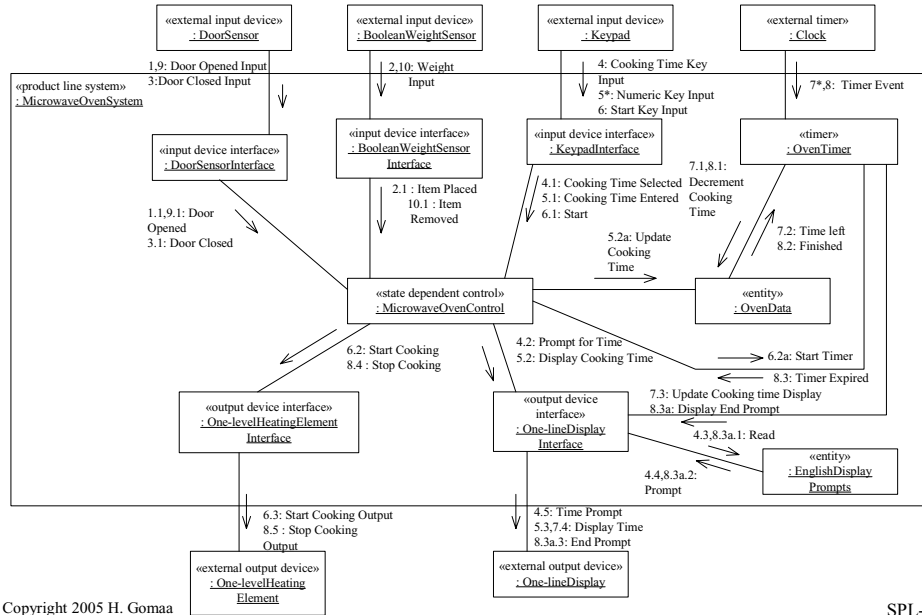 «external input device»
: DoorSensor
«external input device»
: BooleanWeightSensor
«external input device»
: Keypad
«external timer»
: Clock
1,9: Door Opened Input
3:Door Closed Input
2,10: Weight
Input
4: Cooking Time Key
Input
5*: Numeric Key Input
6: Start Key Input
7*,8: Timer Event
«product line system»
: MicrowaveOvenSystem
«input device interface»
: DoorSensorInterface
«input device interface»
: BooleanWeightSensor
Interface
«input device interface»
: KeypadInterface
«timer»
: OvenTimer
1.1,9.1: Door
Opened
3.1: Door Closed
2.1 : Item Placed
10.1 : Item
Removed
4.1: Cooking Time Selected
5.1: Cooking Time Entered
6.1: Start
7.1,8.1:
Decrement
Cooking
Time
7.2: Time left
8.2: Finished
5.2a: Update
Cooking
Time
«state dependent control»
: MicrowaveOvenControl
«entity»
: OvenData
6.2: Start Cooking
8.4 : Stop Cooking
4.2: Prompt for Time
5.2: Display Cooking Time
6.2a: Start Timer
8.3: Timer Expired
7.3: Update Cooking time Display
8.3a: Display End Prompt
«output device interface»
: One-levelHeatingElement
Interface
«output device
interface»
: One-lineDisplay
Interface
4.3,8.3a.1: Read
4.4,8.3a.2:
Prompt
«entity»
: EnglishDisplay
Prompts
6.3: Start Cooking Output
8.5 : Stop Cooking
Output
4.5: Time Prompt
5.3,7.4: Display Time
8.3a.3: End Prompt
«external output device»
: One-levelHeating
Element
«external output device»
: One-lineDisplay
Copyright 2005 H. Gomaa
SPL-